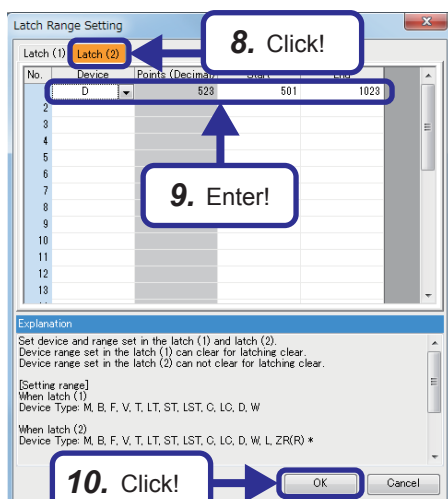 Latch Range Setting
Latch (1) Latch (2)
8. Click!
No. Device Points (Decimal) Start End
D 523 501 1023
2
3
4
5
6
7
8
9
10
11
12
13
9. Enter!
Explanation
Set device and range set in the latch (1) and latch (2).
Device range set in the latch (1) can clear for latching clear.
Device range set in the latch (2) can not clear for latching clear.
[Setting range]
When latch (1)
Device Type: M, B, F, V, T, LT, ST, LST, C, LC, D, W
When latch (2)
Device Type: M, B, F, V, T, LT, ST, LST, C, LC, D, W, L, ZR(R) *
10. Click!
OK Cancel